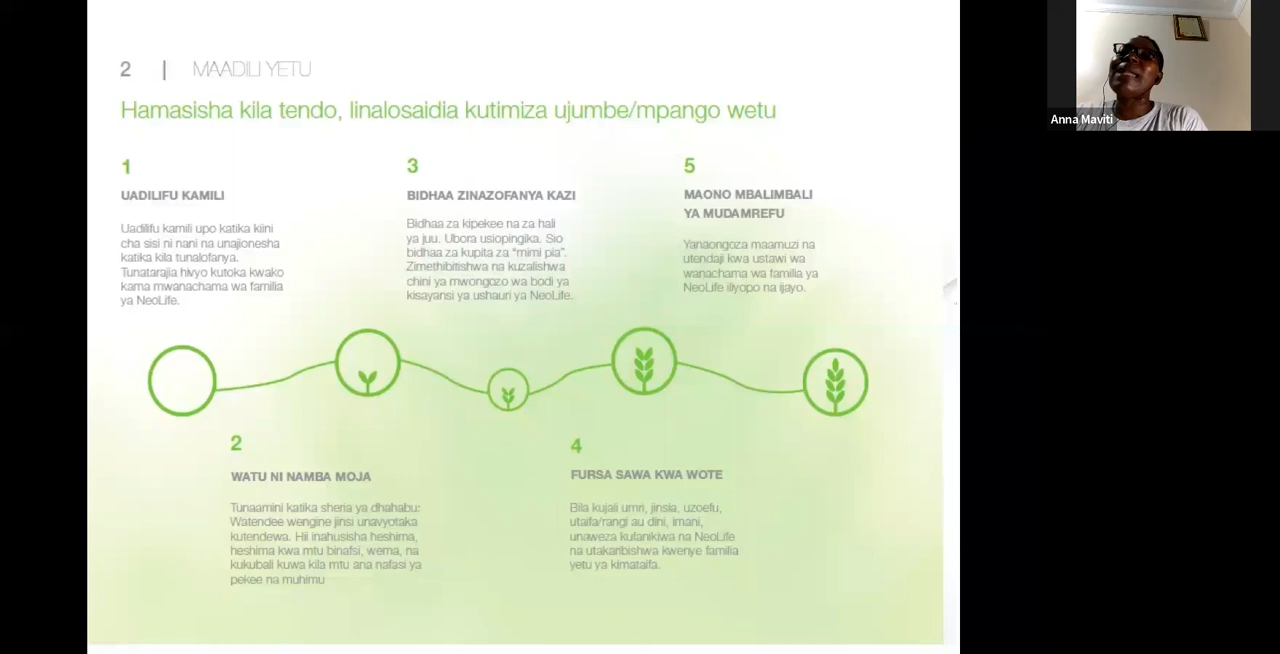 2 | MAADILI YETU
Hamasisha kila tendo, linalosaidia kutimiza ujumbe/mpango wetu
1
UADILIFU KAMILI
Uadilifu kamili upo katika kiini
cha sisi ni nani na unajionesha
katika kila tunalofanya.
Tunatarajia hivyo kutoka kwako
kama mwanachama wa familia
ya NeoLife.
2
WATU NI NAMBA MOJA
Tunaamini katika sheria ya dhahabu:
Watendee wengine jinsi unavyotaka
kutendewa. Hii inahusisha heshima,
heshima kwa mtu binafsi, wema, na
kukubali kuwa kila mtu ana nafasi ya
pekee na muhimu
3
BIDHAA ZINAZOFANYA KAZI
Bidhaa za kipekee na za hali
ya juu. Ubora usiopingika. Sio
bidhaa za kupita za “mimi pia”.
Zimethibitishwa na kuzalishwa
chini ya mwongozo wa bodi ya
kisayansi ya ushauri ya NeoLife.
4
FURSA SAWA KWA WOTE
Bila kujali umri, jinsia, uzoefu,
utaifa/rangi au dini, imani,
unaweza kufanikiwa na NeoLife
na utakaribishwa kwenye familia
yetu ya kimataifa.
5
MAONO MBALIMBALI
YA MUDAMREFU
Yanaongoza maamuzi na
utendaji kwa ustawi wa
wanachama wa familia ya
NeoLife iliyopo na ijayo.
Anna Maviti